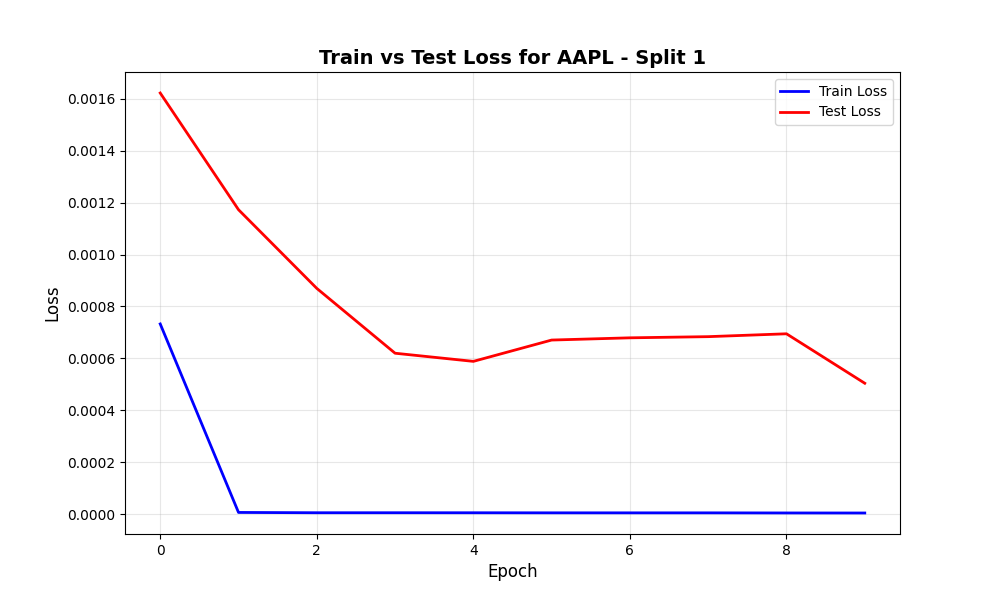 Train vs Test Loss for AAPL - Split 1
Train Loss
Test Loss
0.0016
0.0014
0.0012
0.0010
0.0008
0.0006
0.0004
0.0002
0.0000
Loss
0 2 4 6 8
Epoch